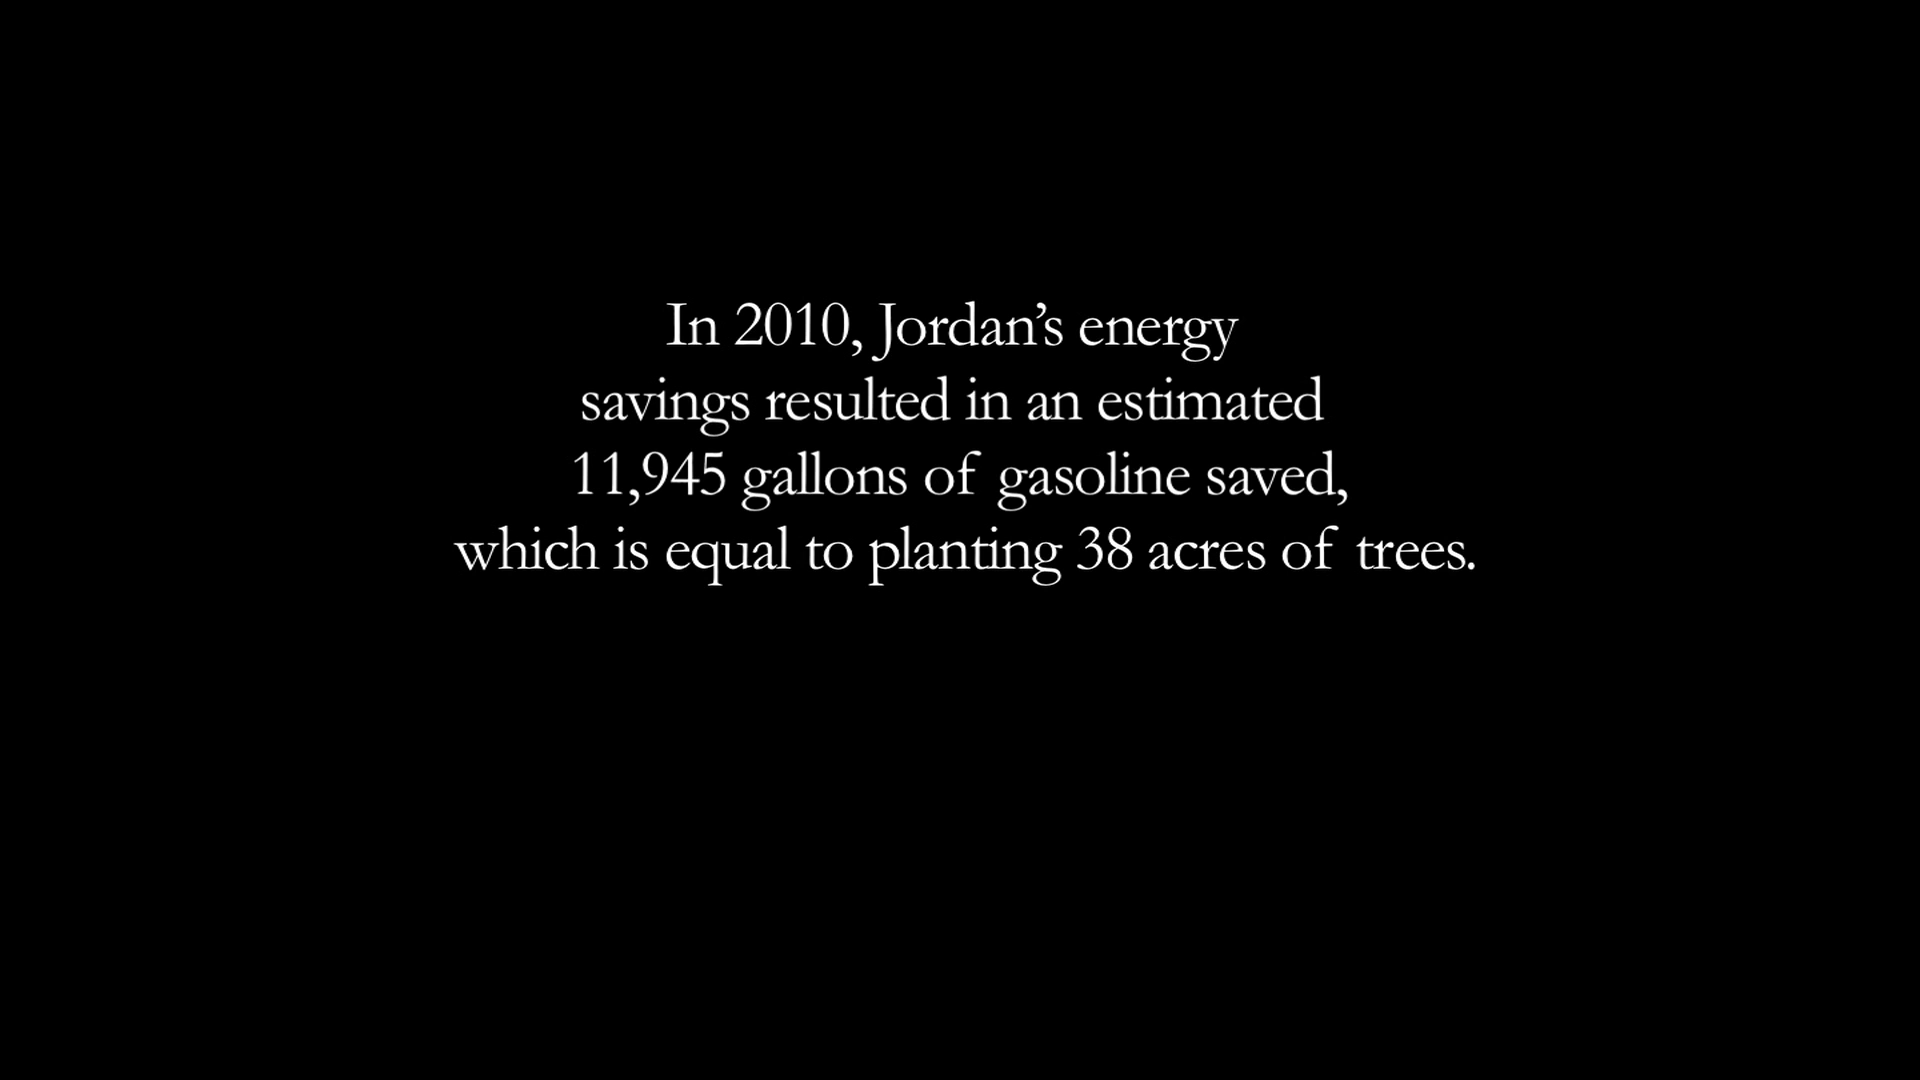 In 2010, Jordan’s energy
savings resulted in an estimated
11,945 gallons of gasoline saved,
which is equal to planting 38 acres of trees.